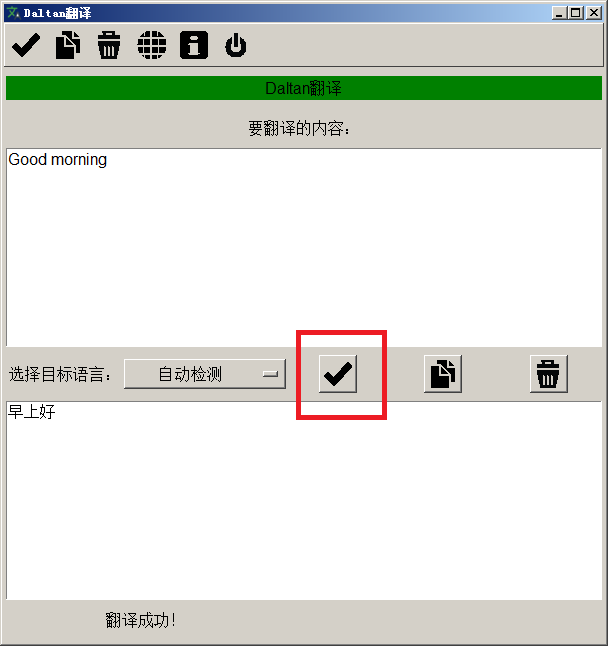 Daltan翻译
Daltan翻译
要翻译的内容：
Good morning
选择目标语言： 自动检测
早上好
翻译成功！